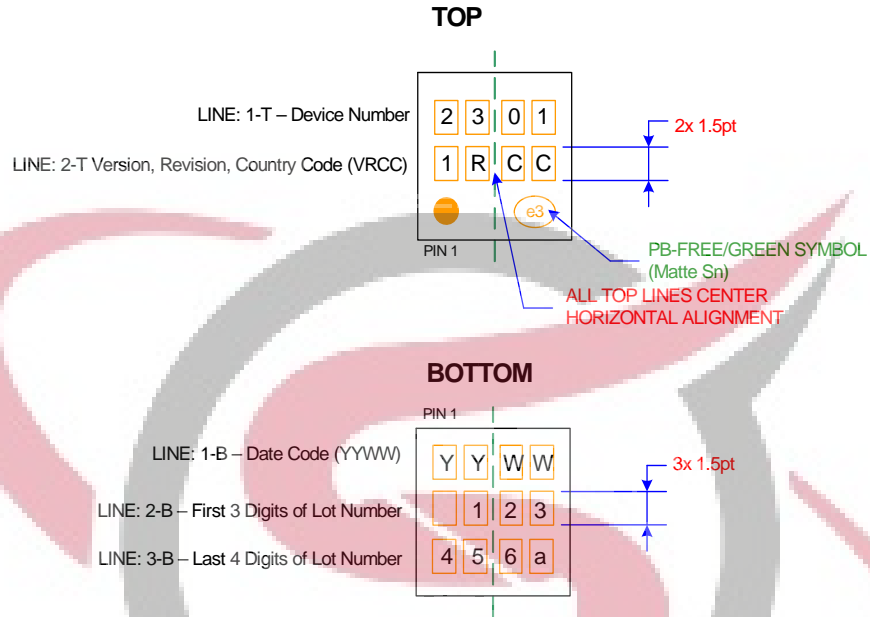 TOP
LINE: 1-T – Device Number
2 3 0 1
2x 1.5pt
LINE: 2-T Version, Revision, Country Code (VRCC)
1 R C C
e3
PIN 1
PB-FREE/GREEN SYMBOL
(Matte Sn)
ALL TOP LINES CENTER
HORIZONTAL ALIGNMENT
BOTTOM
PIN 1
LINE: 1-B – Date Code (YYWW)
Y Y W W
3x 1.5pt
LINE: 2-B – First 3 Digits of Lot Number
1 2 3
LINE: 3-B – Last 4 Digits of Lot Number
4 5 6 a